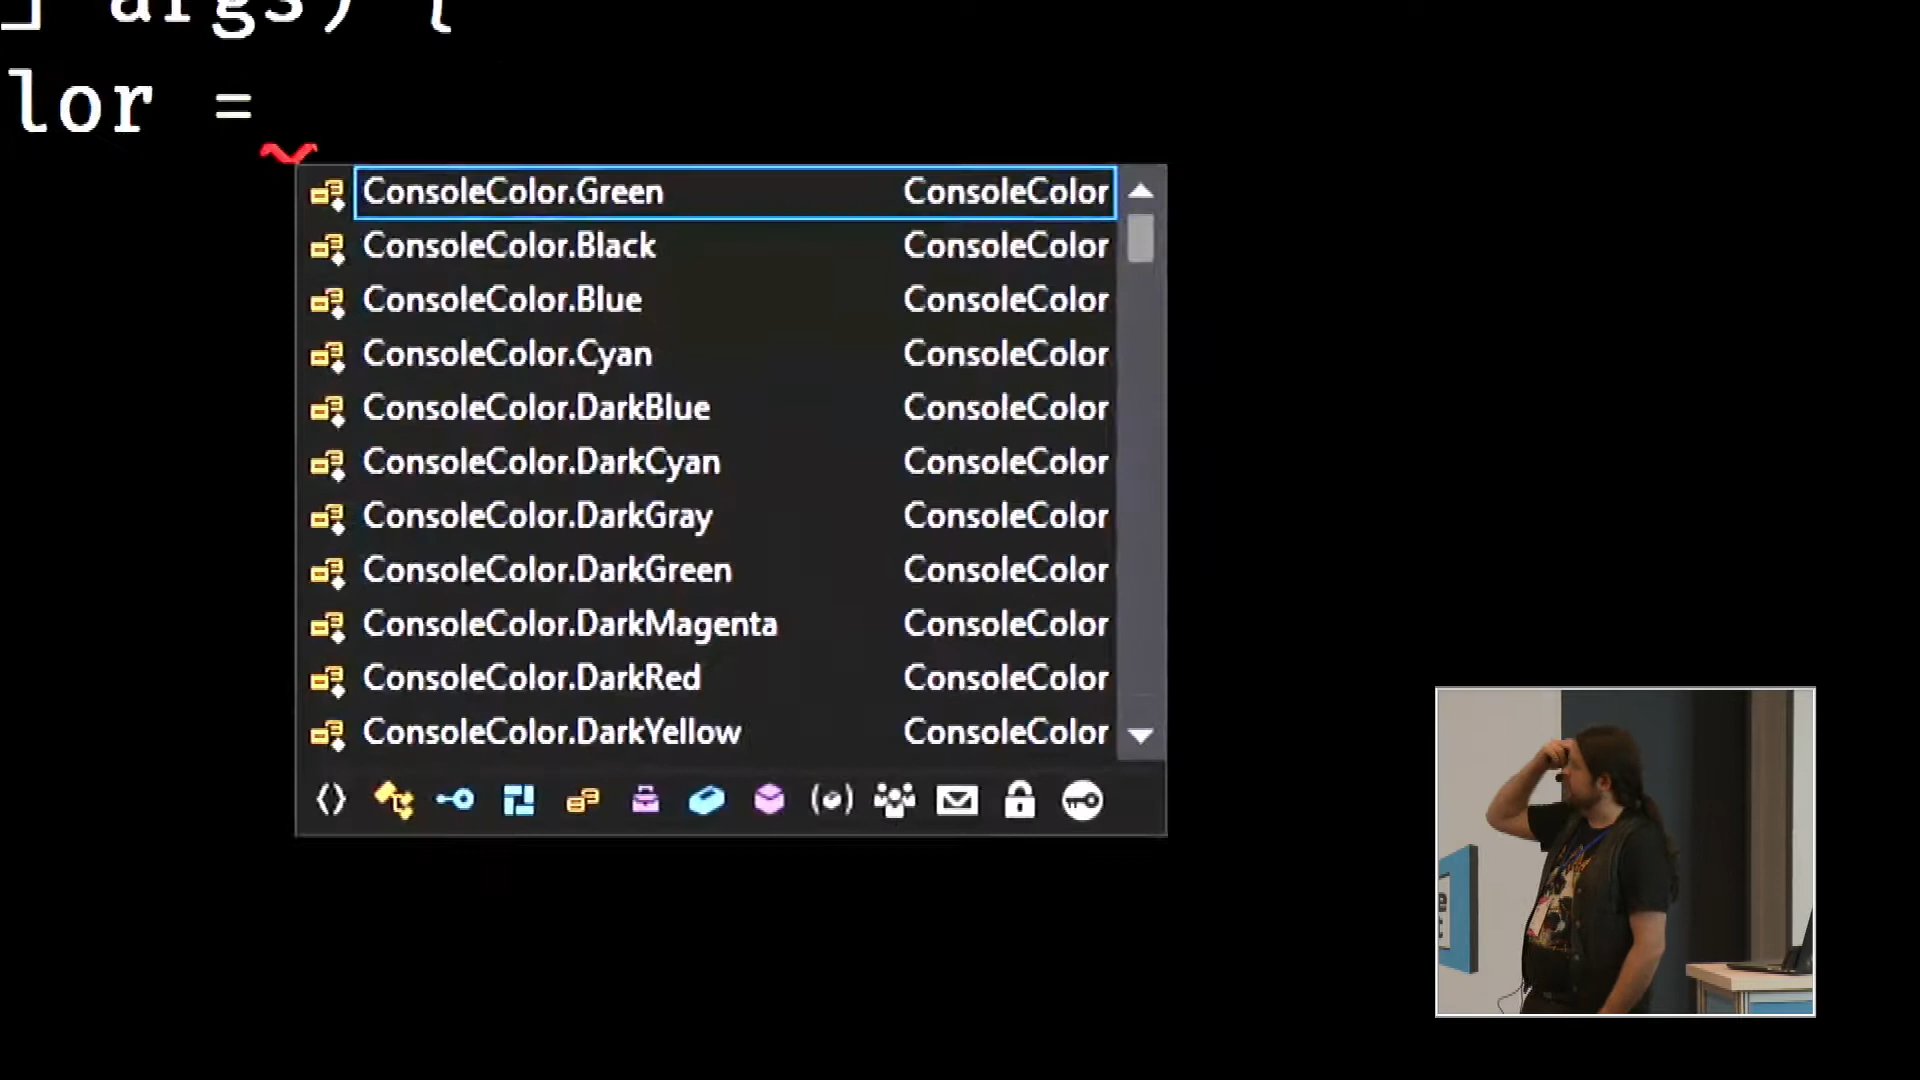 ] args) {
lor =
ConsoleColor.Green ConsoleColor
ConsoleColor.Black ConsoleColor
ConsoleColor.Blue ConsoleColor
ConsoleColor.Cyan ConsoleColor
ConsoleColor.DarkBlue ConsoleColor
ConsoleColor.DarkCyan ConsoleColor
ConsoleColor.DarkGray ConsoleColor
ConsoleColor.DarkGreen ConsoleColor
ConsoleColor.DarkMagenta ConsoleColor
ConsoleColor.DarkRed ConsoleColor
ConsoleColor.DarkYellow ConsoleColor